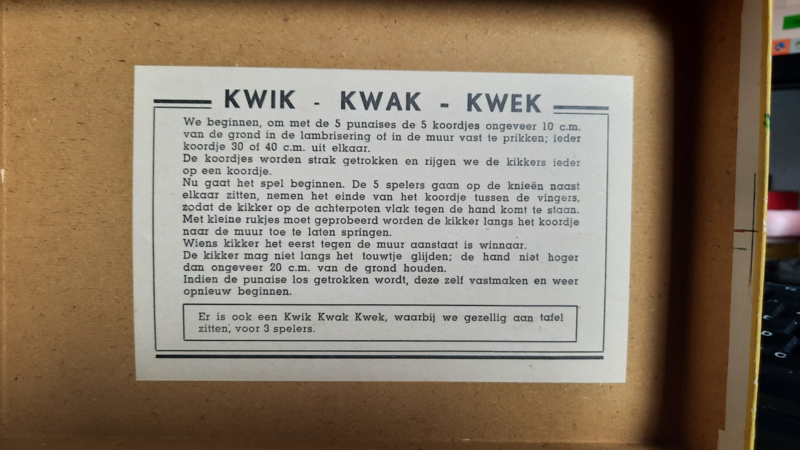 KWIK - KWAK - KWEK
We beginnen, om met de 5 punaises de 5 koordjes ongeveer 10 c.m.
van de grond in de lambrisering of in de muur vast te prikken; ieder
koordje 30 of 40 c.m. uit elkaar.
De koordjes worden strak getrokken en rijgen we de kikkers ieder
op een koordje.
Nu gaat het spel beginnen. De 5 spelers gaan op de knieën naast
elkaar zitten, nemen het einde van het koordje tussen de vingers,
zodat de kikker op de achterpoten vlak tegen de hand komt te staan.
Met kleine rukjes moet geprobeerd worden de kikker langs het koordje
naar de muur toe te laten springen.
Wiens kikker het eerst tegen de muur aanstaat is winnaar.
De kikker mag niet langs het touwtje glijden; de hand niet hoger
dan ongeveer 20 c.m. van de grond houden.
Indien de punaise los getrokken wordt, deze zelf vastmaken en weer
opnieuw beginnen.
Er is ook een Kwik Kwak Kwek, waarbij we gezellig aan tafel
zitten, voor 3 spelers.